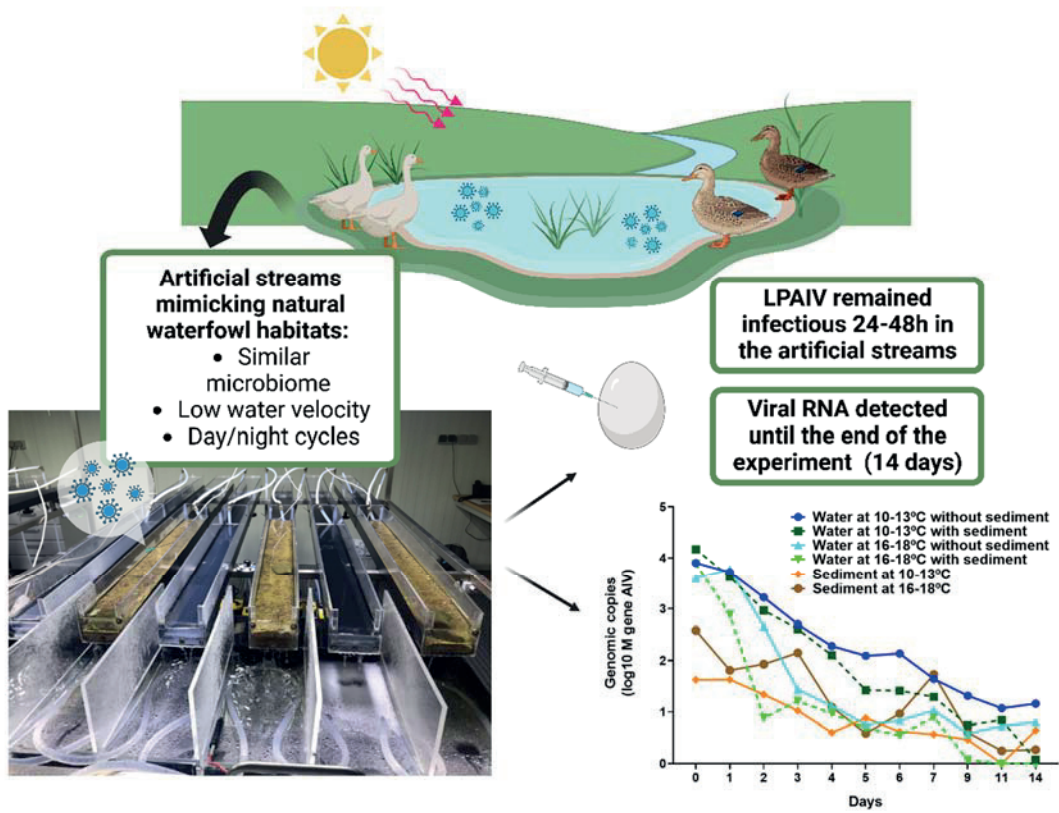 Artificial streams
mimicking natural
waterfowl habitats:
• Similar
microbiome
• Low water velocity
• Day/night cycles
LPAIV remained
infectious 24-48h in
the artificial streams
Viral RNA detected
until the end of the
experiment (14 days)
Water at 10-13ºC without sediment
Water at 10-13ºC with sediment
Water at 16-18ºC without sediment
Water at 16-18ºC with sediment
Sediment at 10-13ºC
Sediment at 16-18ºC
Genomic copies
(log10 M gene AIV)
5
4
3
2
1
0
0 1 2 3 4 5 6 7 9 11 14
Days